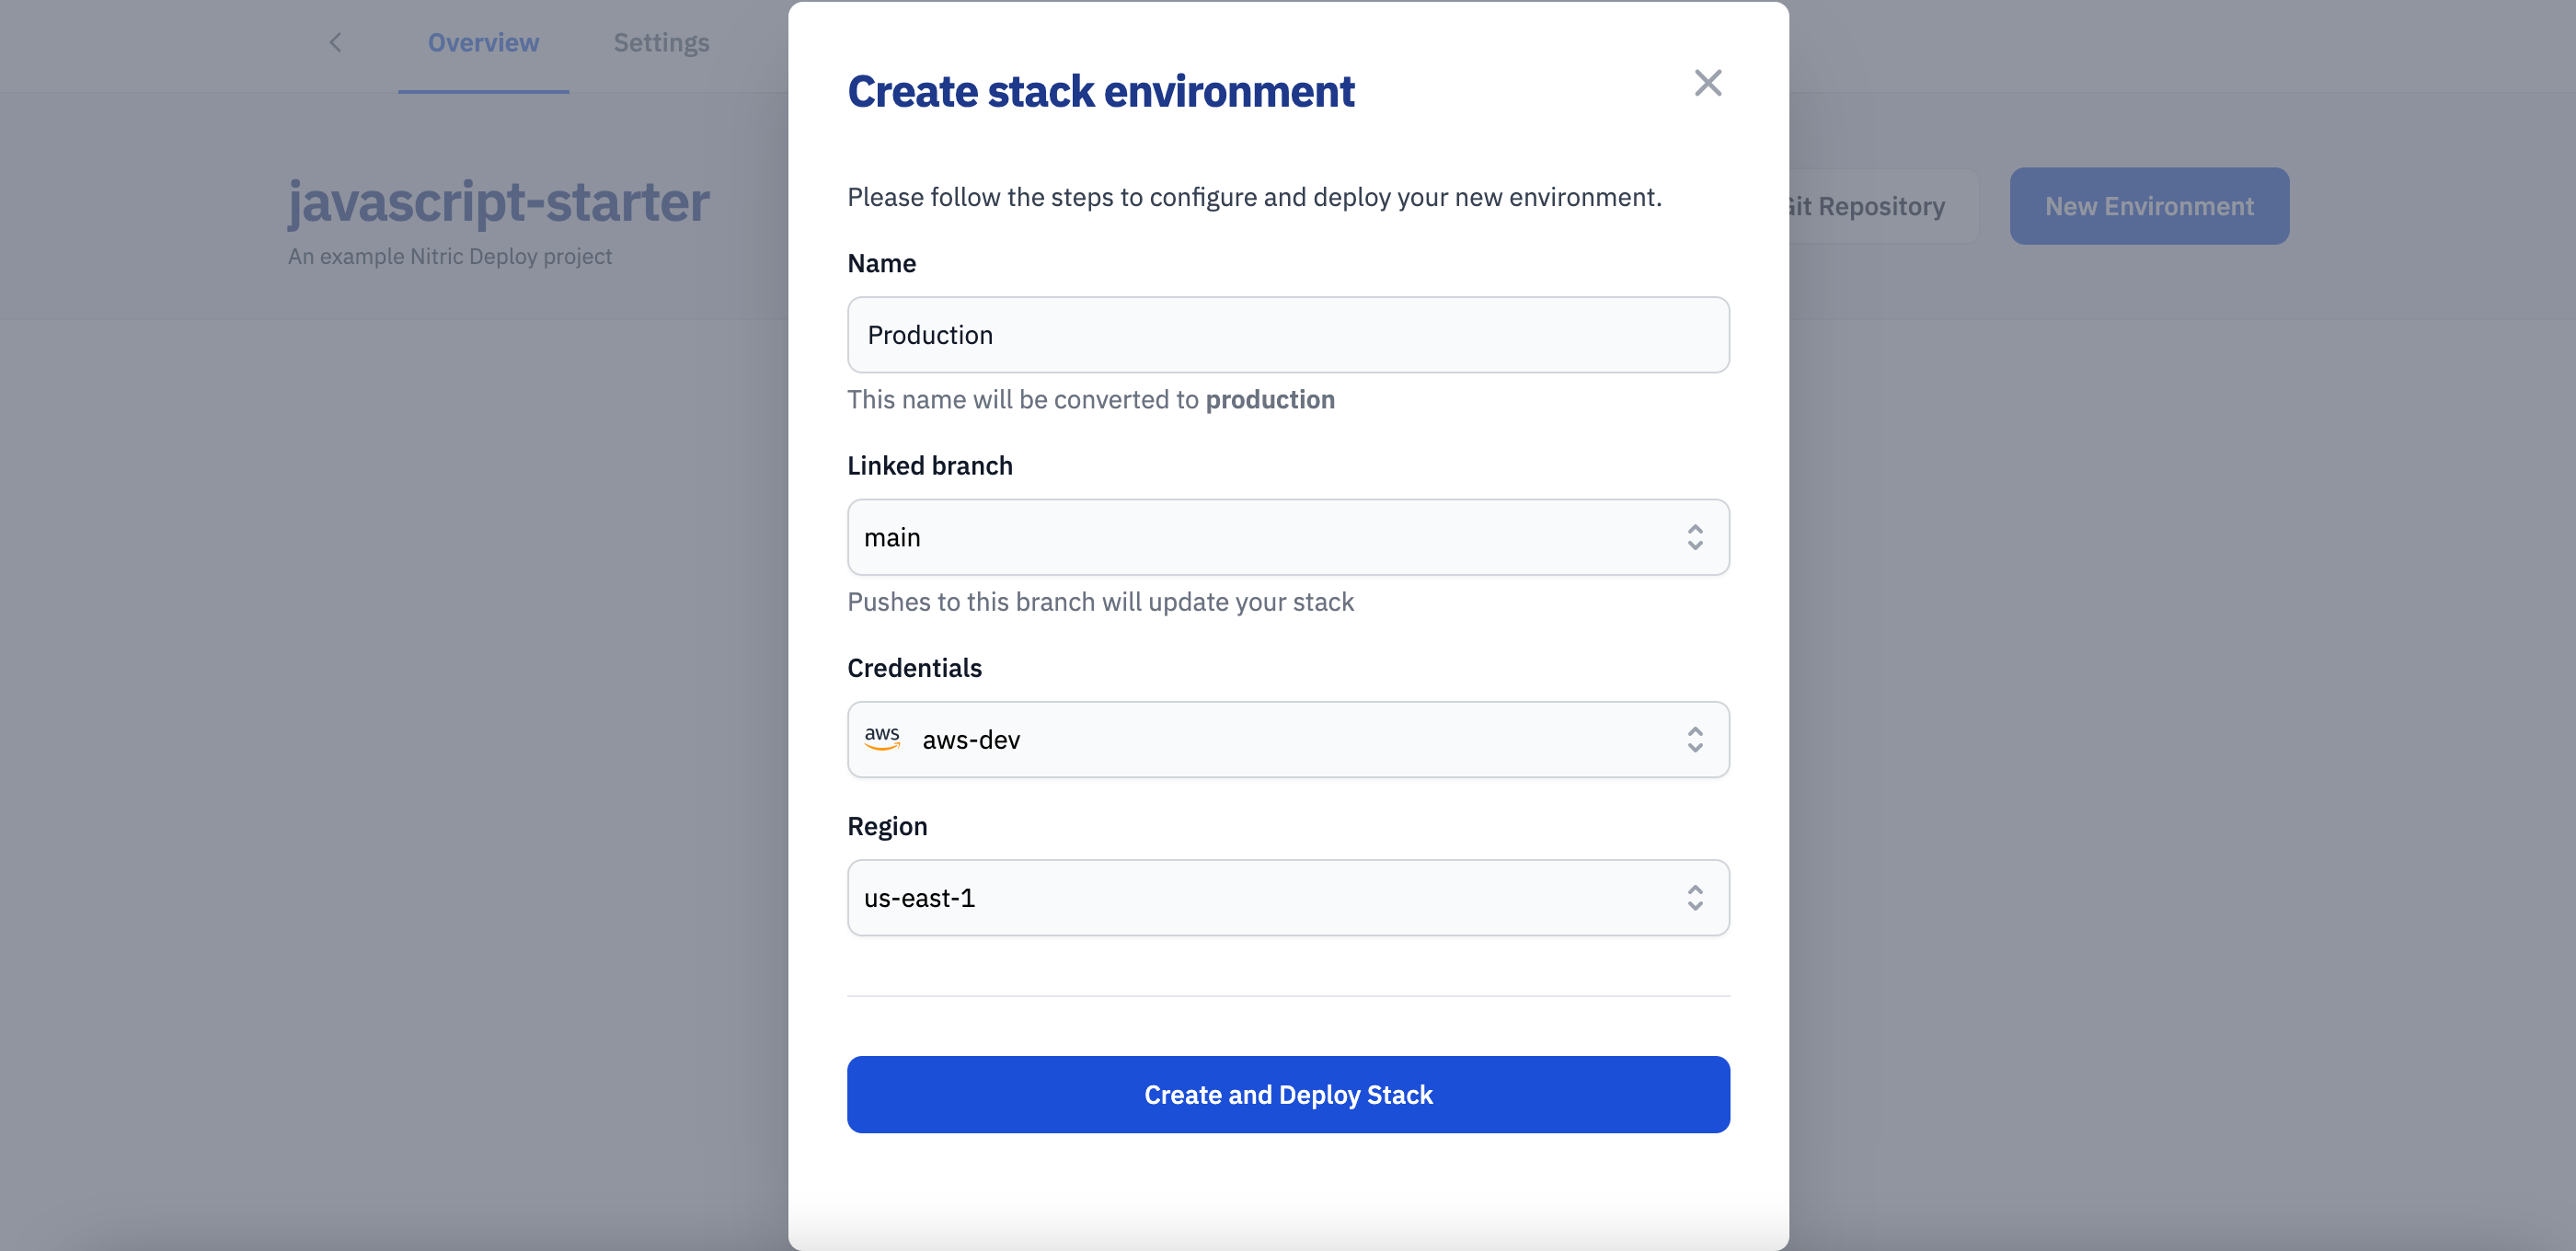 Overview
Settings
javascript-starter
An example Nitric Deploy project
Git Repository
New Environment
Create stack environment
Please follow the steps to configure and deploy your new environment.
Name
Production
This name will be converted to production
Linked branch
main
Pushes to this branch will update your stack
Credentials
aws aws-dev
Region
us-east-1
Create and Deploy Stack